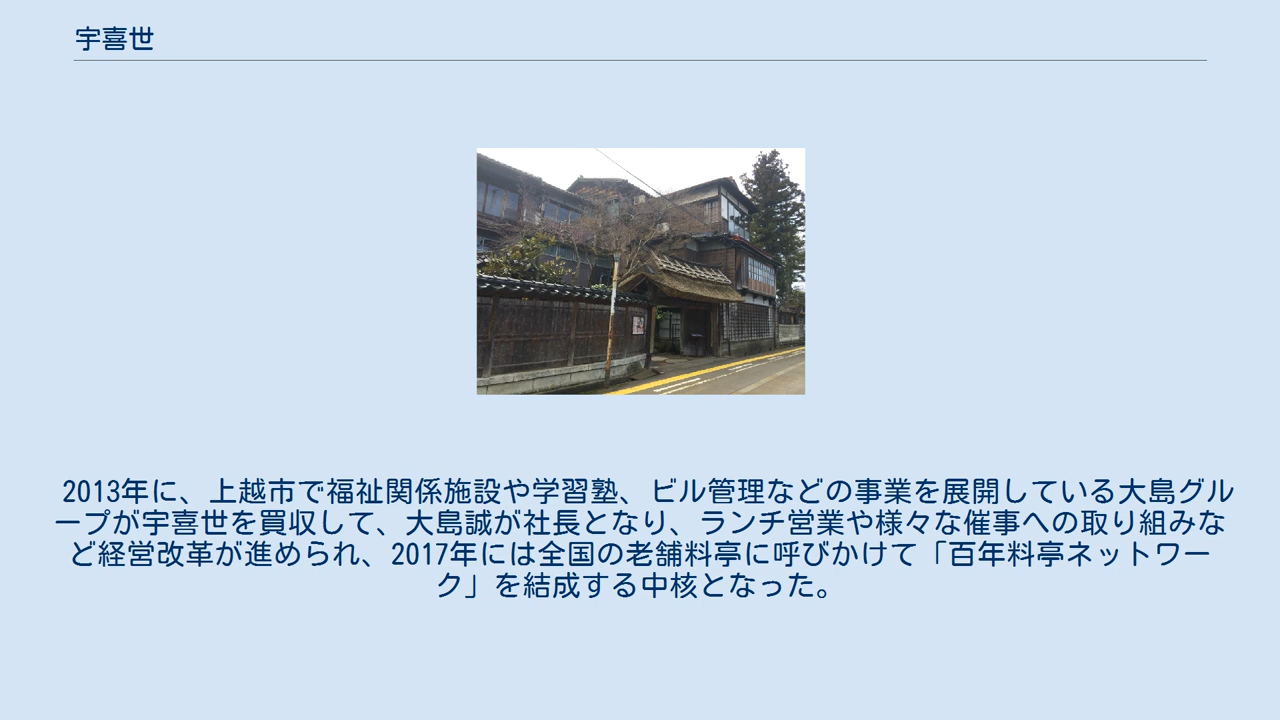 宇喜世
2013年に、上越市で福祉関係施設や学習塾、ビル管理などの事業を展開している大島グル
ープが宇喜世を買収して、大島誠が社長となり、ランチ営業や様々な催事への取り組みな
ど経営改革が進められ、2017年には全国の老舗料亭に呼びかけて「百年料亭ネットワー
ク」を結成する中核となった。